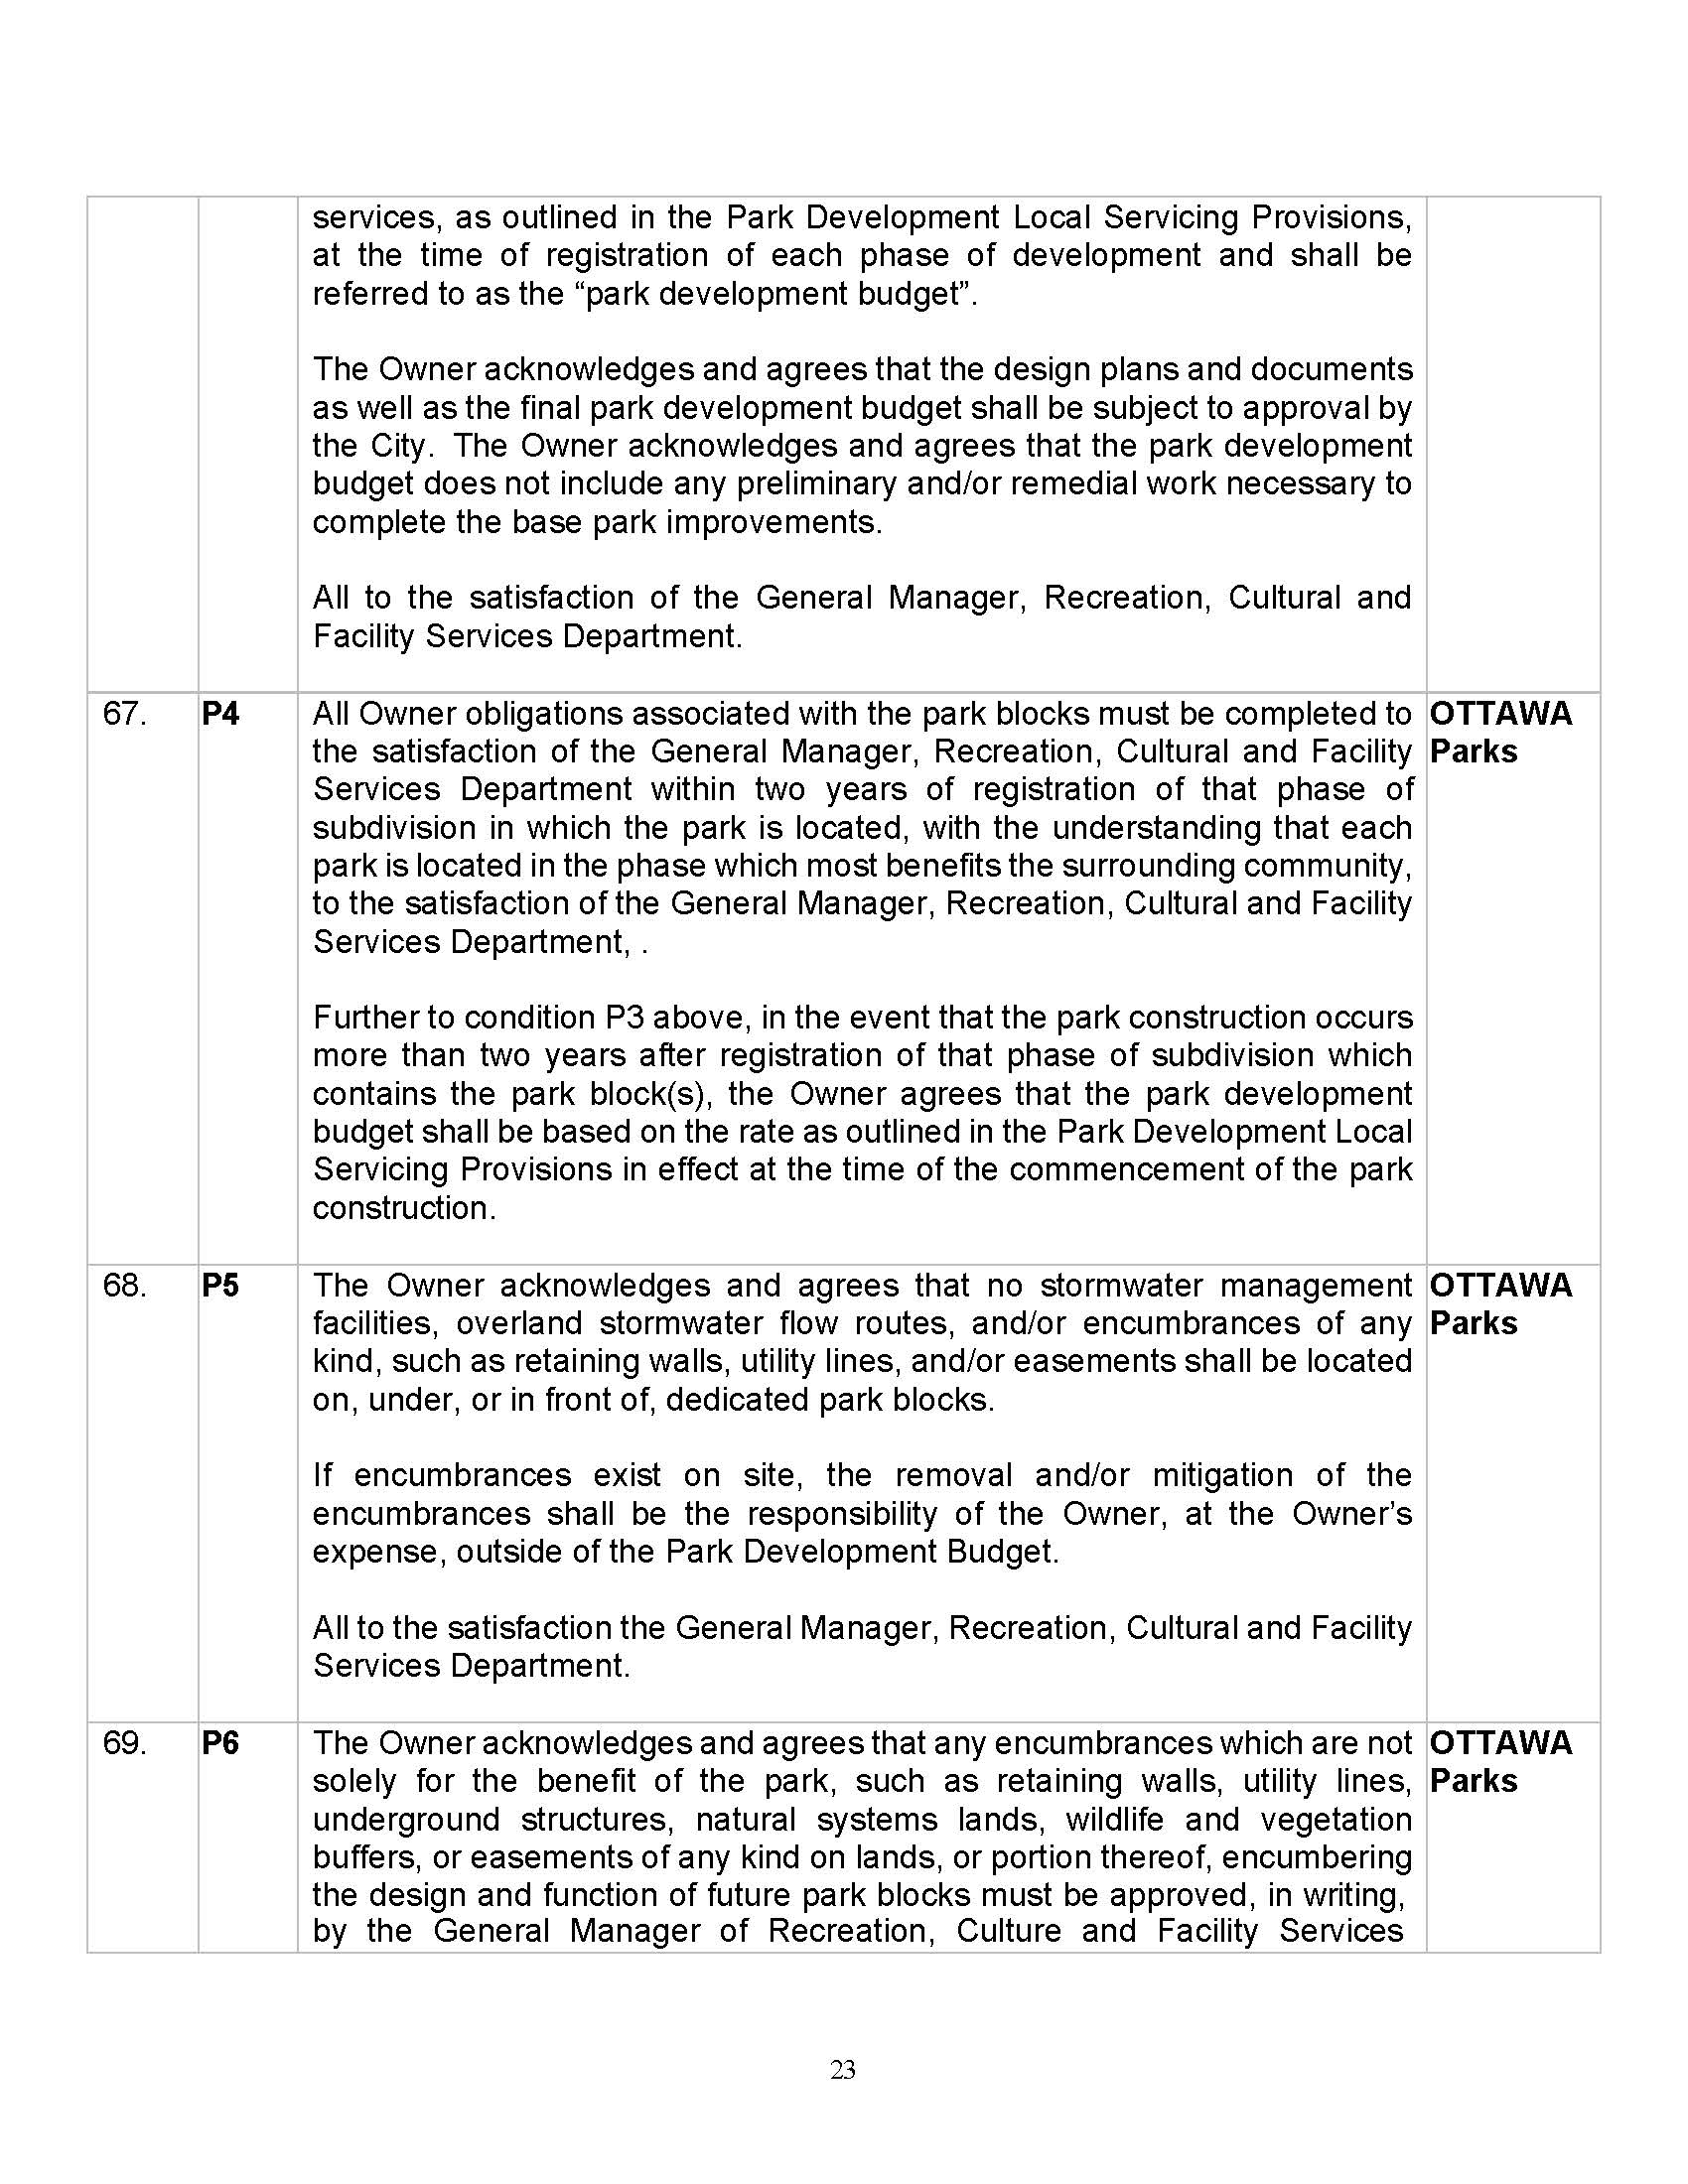 services, as outlined in the Park Development Local Servicing Provisions,
at the time of registration of each phase of development and shall be
referred to as the “park development budget”.
The Owner acknowledges and agrees that the design plans and documents
as well as the final park development budget shall be subject to approval by
the City. The Owner acknowledges and agrees that the park development
budget does not include any preliminary and/or remedial work necessary to
complete the base park improvements.
All to the satisfaction of the General Manager, Recreation, Cultural and
Facility Services Department.
67. P4 All Owner obligations associated with the park blocks must be completed to OTTAWA
the satisfaction of the General Manager, Recreation, Cultural and Facility Parks
Services Department within two years of registration of that phase of
subdivision in which the park is located, with the understanding that each
park is located in the phase which most benefits the surrounding community,
to the satisfaction of the General Manager, Recreation, Cultural and Facility
Services Department, .
Further to condition P3 above, in the event that the park construction occurs
more than two years after registration of that phase of subdivision which
contains the park block(s), the Owner agrees that the park development
budget shall be based on the rate as outlined in the Park Development Local
Servicing Provisions in effect at the time of the commencement of the park
construction.
68. P5 The Owner acknowledges and agrees that no stormwater management OTTAWA
facilities, overland stormwater flow routes, and/or encumbrances of any Parks
kind, such as retaining walls, utility lines, and/or easements shall be located
on, under, or in front of, dedicated park blocks.
If encumbrances exist on site, the removal and/or mitigation of the
encumbrances shall be the responsibility of the Owner, at the Owner’s
expense, outside of the Park Development Budget.
All to the satisfaction the General Manager, Recreation, Cultural and Facility
Services Department.
69. P6 The Owner acknowledges and agrees that any encumbrances which are not OTTAWA
solely for the benefit of the park, such as retaining walls, utility lines, Parks
underground structures, natural systems lands, wildlife and vegetation
buffers, or easements of any kind on lands, or portion thereof, encumbering
the design and function of future park blocks must be approved, in writing,
by the General Manager of Recreation, Culture and Facility Services
23